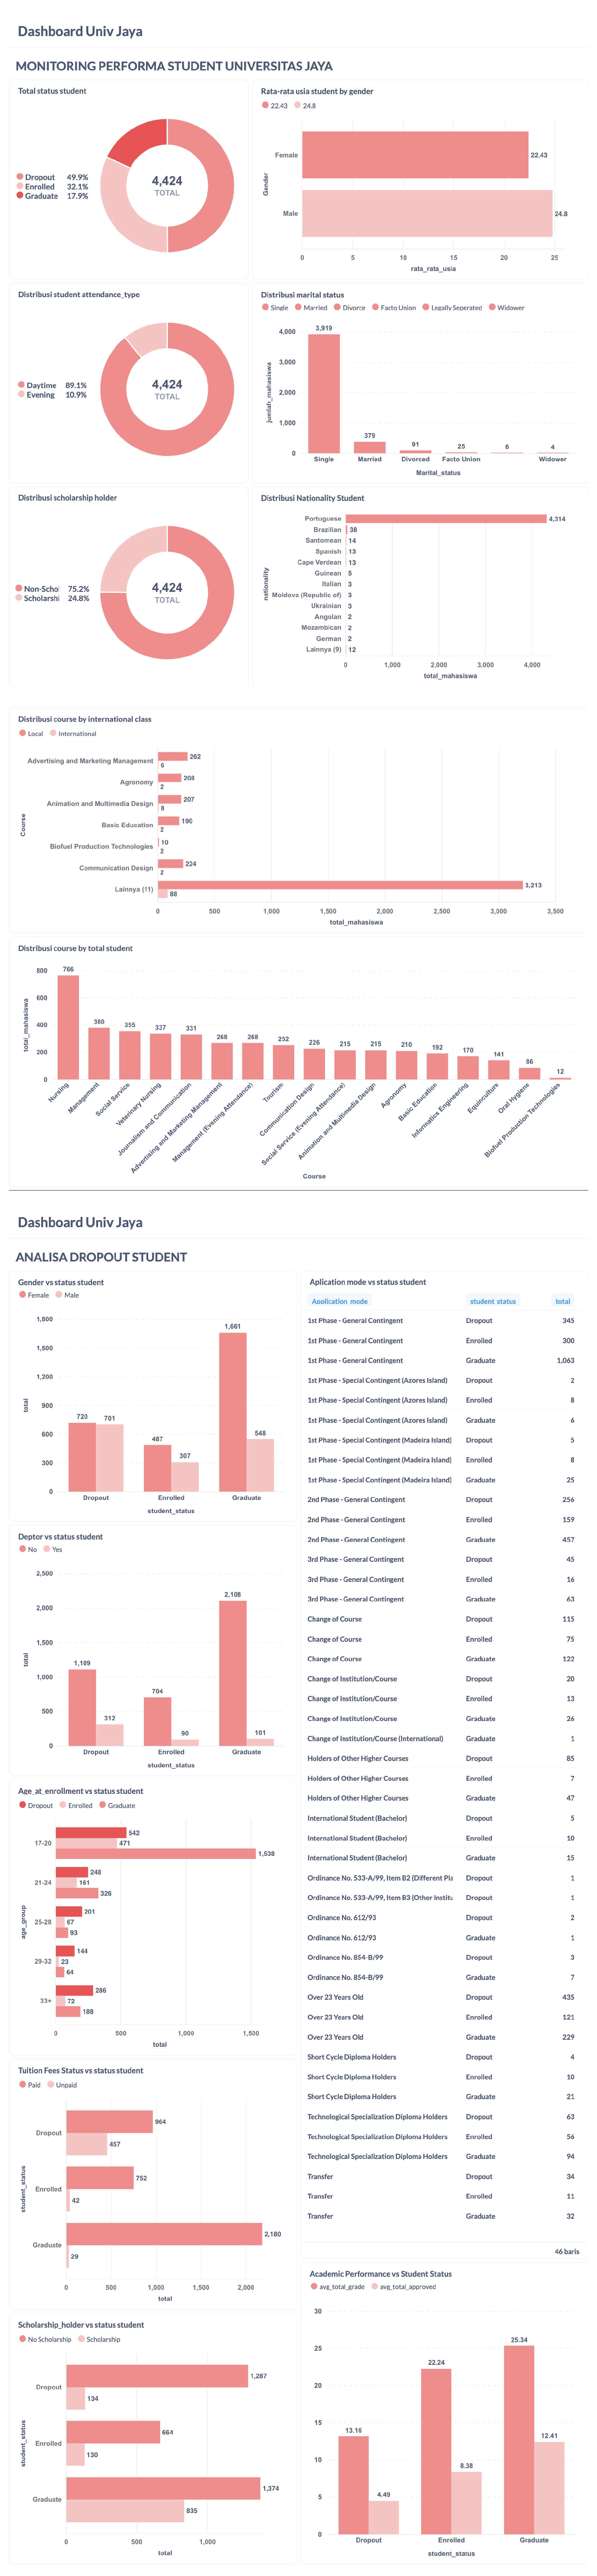 Dashboard Univ Jaya
MONITORING PERFORMA STUDENT UNIVERSITAS JAYA
Total status student
Dropout 49.9%
Enrolled 32.1%
Graduate 17.9%
4,424
TOTAL
Rata-rata usia student by gender
22.43 24.8
Gender
Female 22.43
Male 24.8
0 5 10 15 20 25
rata_rata_usia
Distribusi student attendance_type
Daytime 89.1%
Evening 10.9%
4,424
TOTAL
Distribusi marital status
Single Married Divorce Facto Union Legally Seperated Widower
jumlah_mahasiswa
4,000
3,000
2,000
1,000
0
3,919 379 91 25 6 4
Single Married Divorced Facto Union Widower
Marital_status
Distribusi scholarship holder
Non-Schol 75.2%
Scholarshi 24.8%
4,424
TOTAL
Distribusi Nationality Student
nationality
Portuguese 4,314
Brazilian 38
Santomean 14
Spanish 13
Cape Verdean 13
Guinean 5
Italian 3
Moldova (Republic of) 3
Ukrainian 3
Angolan 2
Mozambican 2
German 2
Lainnya (9) 12
0 1,000 2,000 3,000 4,000
total_mahasiswa
Distribusi course by international class
Local International
Course
Advertising and Marketing Management 262
6
Agronomy 208
2
Animation and Multimedia Design 207
8
Basic Education 190
2
Biofuel Production Technologies 10
2
Communication Design 224
2
Lainnya (11) 3,213
88
0 500 1,000 1,500 2,000 2,500 3,000 3,500
total_mahasiswa
Distribusi course by total student
total_mahasiswa
800
600
400
200
0
766 380 355 337 331 268 268 252 226 215 215 210 192 170 141 86 12
Nursing
Management
Social Service
Veterinary Nursing
Journalism and Communication
Advertising and Marketing Management
Management (Evening Attendance)
Tourism
Communication Design
Social Service (Evening Attendance)
Animation and Multimedia Design
Agronomy
Basic Education
Informatics Engineering
Equinculture
Oral Hygiene
Biofuel Production Technologies
Course
Dashboard Univ Jaya
ANALISA DROPOUT STUDENT
Gender vs status student
Female Male
total
1,800
1,500
1,200
900
600
300
0
720 701 487 307 1,661 548
Dropout Enrolled Graduate
student_status
Deptor vs status student
No Yes
total
2,500
2,000
1,500
1,000
500
0
1,109 312 704 90 2,108 101
Dropout Enrolled Graduate
student_status
Age_at_enrollment vs status student
Dropout Enrolled Graduate
age_group
17-20 542
471
1,538
21-24 248
161
326
25-28 201
67
93
29-32 144
23
64
33+ 286
72
188
0 500 1,000 1,500
total
Tuition Fees Status vs status student
Paid Unpaid
student_status
Dropout 964
457
Enrolled 752
42
Graduate 2,180
29
0 500 1,000 1,500 2,000
total
Scholarship_holder vs status student
No Scholarship Scholarship
student_status
Dropout 1,287
134
Enrolled 664
130
Graduate 1,374
835
0 1,000
total
Aplication mode vs status student
Application_mode student_status total
1st Phase - General Contingent Dropout 345
1st Phase - General Contingent Enrolled 300
1st Phase - General Contingent Graduate 1,063
1st Phase - Special Contingent (Azores Island) Dropout 2
1st Phase - Special Contingent (Azores Island) Enrolled 8
1st Phase - Special Contingent (Azores Island) Graduate 6
1st Phase - Special Contingent (Madeira Island) Dropout 5
1st Phase - Special Contingent (Madeira Island) Enrolled 8
1st Phase - Special Contingent (Madeira Island) Graduate 25
2nd Phase - General Contingent Dropout 256
2nd Phase - General Contingent Enrolled 159
2nd Phase - General Contingent Graduate 457
3rd Phase - General Contingent Dropout 45
3rd Phase - General Contingent Enrolled 16
3rd Phase - General Contingent Graduate 63
Change of Course Dropout 115
Change of Course Enrolled 75
Change of Course Graduate 122
Change of Institution/Course Dropout 20
Change of Institution/Course Enrolled 13
Change of Institution/Course Graduate 26
Change of Institution/Course (International) Graduate 1
Holders of Other Higher Courses Dropout 85
Holders of Other Higher Courses Enrolled 7
Holders of Other Higher Courses Graduate 47
International Student (Bachelor) Dropout 5
International Student (Bachelor) Enrolled 10
International Student (Bachelor) Graduate 15
Ordinance No. 533-A/99, Item B2 (Different Pla Dropout 1
Ordinance No. 533-A/99, Item B3 (Other Institu Dropout 1
Ordinance No. 612/93 Dropout 2
Ordinance No. 612/93 Graduate 1
Ordinance No. 854-B/99 Dropout 3
Ordinance No. 854-B/99 Graduate 7
Over 23 Years Old Dropout 435
Over 23 Years Old Enrolled 121
Over 23 Years Old Graduate 229
Short Cycle Diploma Holders Dropout 4
Short Cycle Diploma Holders Enrolled 10
Short Cycle Diploma Holders Graduate 21
Technological Specialization Diploma Holders Dropout 63
Technological Specialization Diploma Holders Enrolled 56
Technological Specialization Diploma Holders Graduate 94
Transfer Dropout 34
Transfer Enrolled 11
Transfer Graduate 32
46 baris
Academic Performance vs Student Status
avg_total_grade avg_total_approved
30
25
20
15
10
5
0
13.16 4.49 22.24 8.38 25.34 12.41
Dropout Enrolled Graduate
student_status